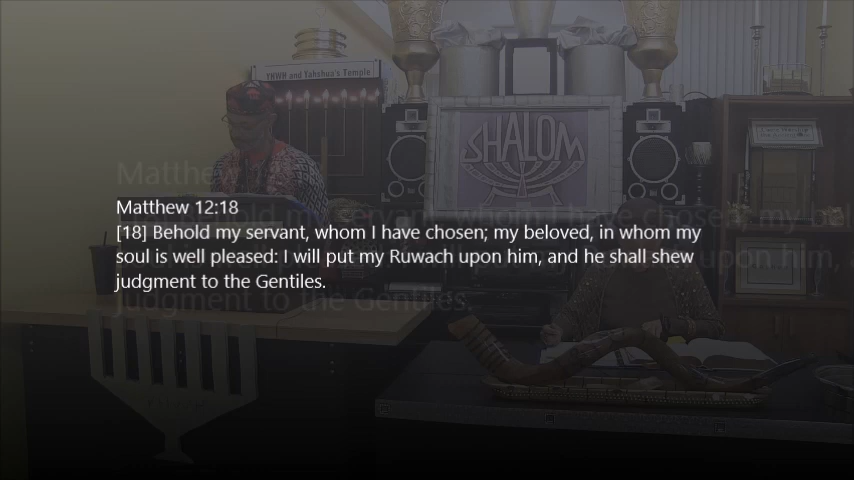 YHWH and Yahshua's Temple
SHALOM
Matthew 12:18
[18] Behold my servant, whom I have chosen; my beloved, in whom my
soul is well pleased: I will put my Ruwach upon him, and he shall shew
judgment to the Gentiles.